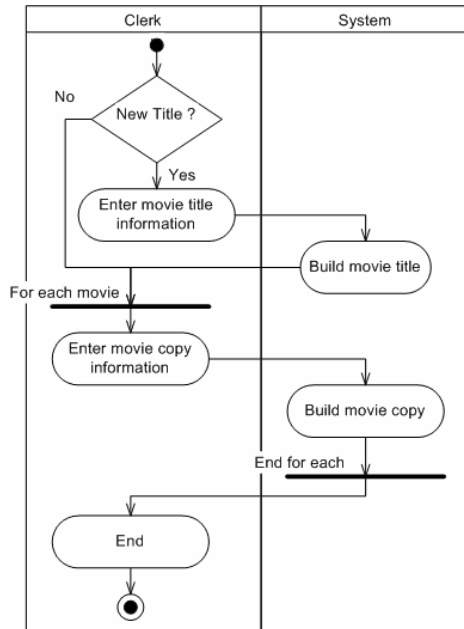 Clerk
System
No
New Title ?
Yes
Enter movie title
information
Build movie title
For each movie
Enter movie copy
information
Build movie copy
End for each
End